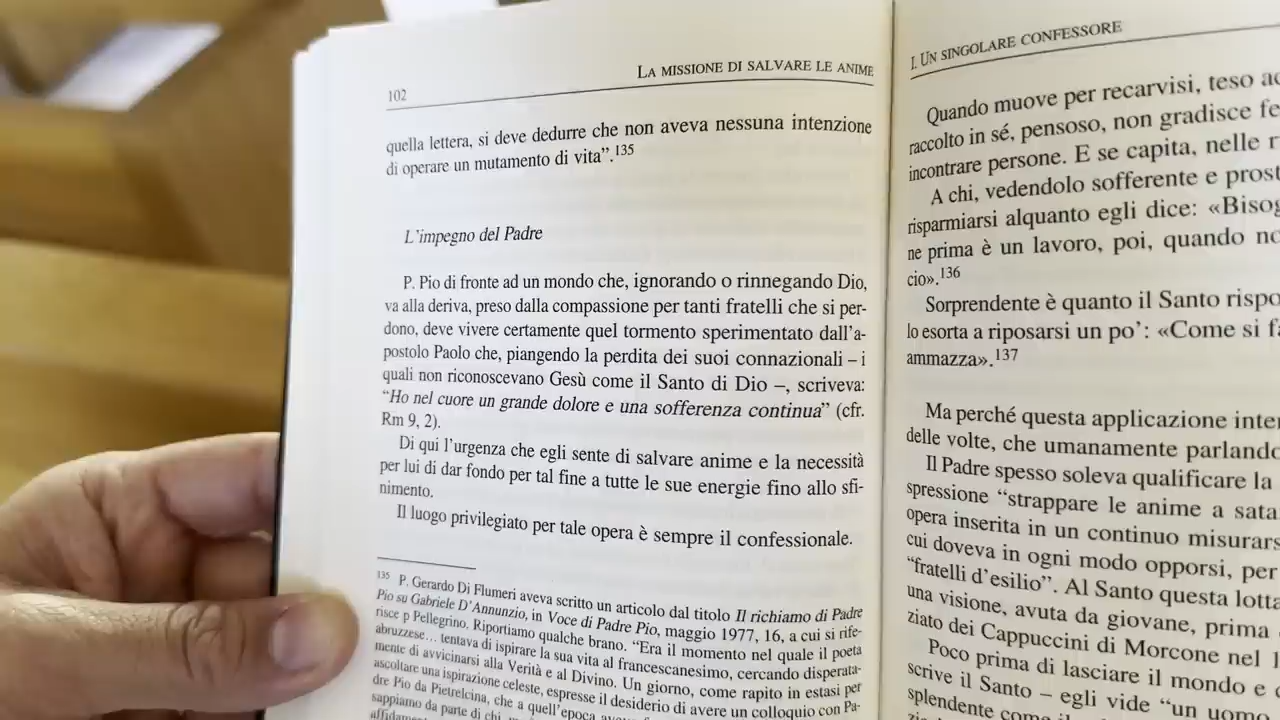 102
LA MISSIONE DI SALVARE LE ANIME
quella lettera, si deve dedurre che non aveva nessuna intenzione
di operare un mutamento di vita”.135
L’impegno del Padre
P. Pio di fronte ad un mondo che, ignorando o rinnegando Dio,
va alla deriva, preso dalla compassione per tanti fratelli che si per-
dono, deve vivere certamente quel tormento sperimentato dall’a-
postolo Paolo che, piangendo la perdita dei suoi connazionali – i
quali non riconoscevano Gesù come il Santo di Dio –, scriveva:
“Ho nel cuore un grande dolore e una sofferenza continua” (cfr.
Rm 9, 2).
Di qui l’urgenza che egli sente di salvare anime e la necessità
per lui di dar fondo per tal fine a tutte le sue energie fino allo sfi-
nimento.
Il luogo privilegiato per tale opera è sempre il confessionale.
135 P. Gerardo Di Flumeri aveva scritto un articolo dal titolo Il richiamo di Padre
Pio su Gabriele D’Annunzio, in Voce di Padre Pio, maggio 1977, 16, a cui si rife-
risce p Pellegrino. Riportiamo qualche brano. “Era il momento nel quale il poeta
abruzzese… tentava di ispirare la sua vita al francescanesimo, cercando disperata-
mente di avvicinarsi alla Verità e al Divino. Un giorno, come rapito in estasi per
ascoltare una ispirazione celeste, espresse il desiderio di avere un colloquio con Pa-
dre Pio da Pietrelcina, che a quell’epoca
sappiamo da parte di chi,
I. UN SINGOLARE CONFESSORE
Quando muove per recarvisi, teso
raccolto in sé, pensoso, non gradisce
incontrare persone. E se capita, nelle
A chi, vedendolo sofferente e
risparmiarsi alquanto egli dice:
ne prima è un lavoro, poi, quando
cio».136
Sorprendente è quanto il Santo
lo esorta a riposarsi un po’: «Come si
ammazza».137
Ma perché questa applicazione
delle volte, che umanamente
Il Padre spesso soleva qualificare la
spressione “strappare le anime a
opera inserita in un continuo
cui doveva in ogni modo opporsi, per
“fratelli d’esilio”. Al Santo questa
una visione, avuta da giovane, prima
ziato dei Cappuccini di Morcone nel
Poco prima di lasciare il mondo e
scrive il Santo – egli vide “un
splendente come